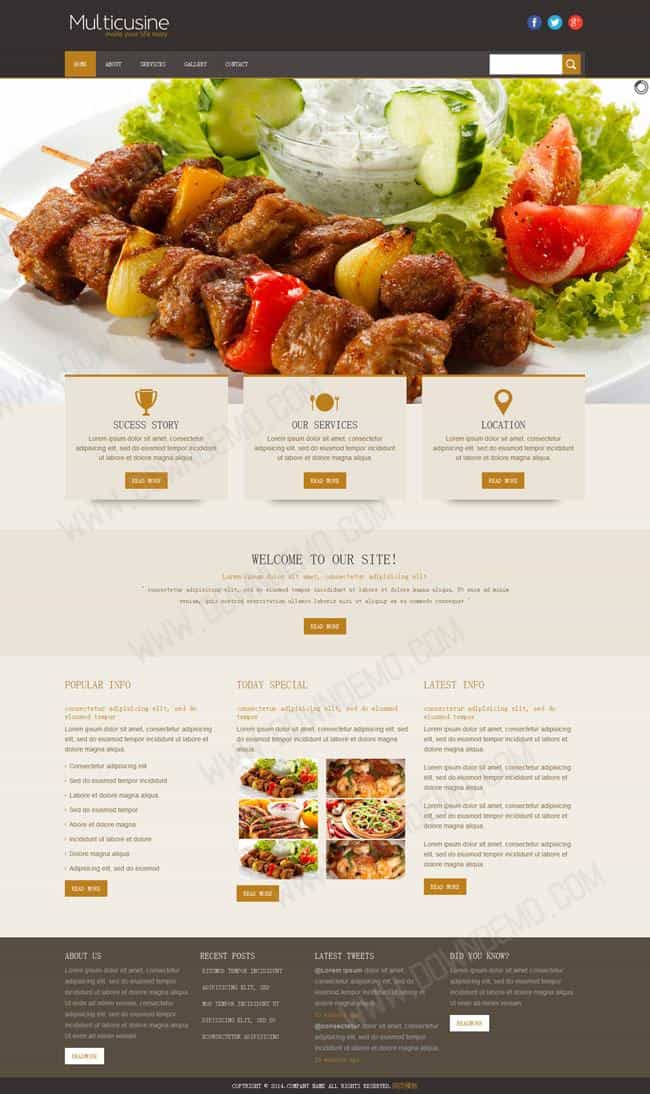 Multicusine
make your life easy
HOME ABOUT SERVICES GALLERY CONTACT
SUCESS STORY
Lorem ipsum dolor sit amet, consectetur
adipisicing elit, sed do eiusmod tempor incididunt
ut labore et dolore magna aliqua.
READ MORE
OUR SERVICES
Lorem ipsum dolor sit amet, consectetur
adipisicing elit, sed do eiusmod tempor incididunt
ut labore et dolore magna aliqua.
READ MORE
LOCATION
Lorem ipsum dolor sit amet, consectetur
adipisicing elit, sed do eiusmod tempor incididunt
ut labore et dolore magna aliqua.
READ MORE
WELCOME TO OUR SITE!
Lorem ipsum dolor sit amet, consectetur adipisicing elit
" consectetur adipisicing elit, sed do eiusmod tempor incididunt ut labore et dolore magna aliqua. Ut enim ad minim
veniam, quis nostrud exercitation ullamco laboris nisi ut aliquip ex ea commodo consequat "
READ MORE
POPULAR INFO
consectetur adipisicing elit, sed do
eiusmod tempor
Lorem ipsum dolor sit amet, consectetur adipisicing
elit, sed do eiusmod tempor incididunt ut labore et
dolore magna aliqua.
Consectetur adipisicing elit
Sed do eiusmod tempor incididunt
Labore et dolore magna aliqua
Sed do eiusmod tempor
Abore et dolore magna
Incididunt ut labore et dolore
Dolore magna aliqua
Adipisicing elit, sed do eiusmod
READ MORE
TODAY SPECIAL
consectetur adipisicing elit, sed do eiusmod
tempor
Lorem ipsum dolor sit amet, consectetur adipisicing
elit, sed do eiusmod tempor incididunt ut labore et
dolore magna aliqua.
READ MORE
LATEST INFO
consectetur adipisicing elit, sed do
eiusmod tempor
Lorem ipsum dolor sit amet, consectetur adipisicing
elit, sed do eiusmod tempor incididunt ut labore et
dolore magna aliqua.
Lorem ipsum dolor sit amet, consectetur adipisicing
elit, sed do eiusmod tempor incididunt ut labore et
dolore magna aliqua.
Lorem ipsum dolor sit amet, consectetur adipisicing
elit, sed do eiusmod tempor incididunt ut labore et
dolore magna aliqua.
Lorem ipsum dolor sit amet, consectetur adipisicing
elit, sed do eiusmod tempor incididunt ut labore et
dolore magna aliqua.
READ MORE
ABOUT US
Lorem ipsum dolor sit amet, consectetur
adipisicing elit, sed do eiusmod tempor
incididunt ut labore et dolore magna aliqua.
Ut enim ad minim veniam, consectetur
adipisicing elit, sed do eiusmod tempor
incididunt ut labore et dolore magna aliqua.
Ut enim ad minim veniam.
READMORE
RECENT POSTS
EIUSMOD TEMPOR INCIDIDUNT
ADIPISICING ELIT, SED
MOD TEMPOR INCIDIDUNT UT
DIPISICING ELIT, SED DO
ECONSECTETUR ADIPISICING
LATEST TWEETS
@Lorem ipsum dolor sit amet,
consectetur adipisicing elit, sed do
eiusmod tempor incididunt ut labore et
dolore magna aliqua.
@consectetur dolor sit amet, consectetur
adipisicing elit, sed do eiusmod tempor
incididunt ut labore et dolore magna aliqua.
DID YOU KNOW?
Lorem ipsum dolor sit amet, consectetur
adipisicing elit, sed do eiusmod tempor
incididunt ut labore et dolore magna aliqua.
Ut enim ad minim veniam.
READMORE
COPYRIGHT © 2014.COMPANY NAME ALL RIGHTS RESERVED.网页模板
WWW.DOWNDEMO.COM
WWW.DOWNDEMO.COM
WWW.DOWNDEMO.COM
WWW.DOWNDEMO.COM
WWW.DOWNDEMO.COM